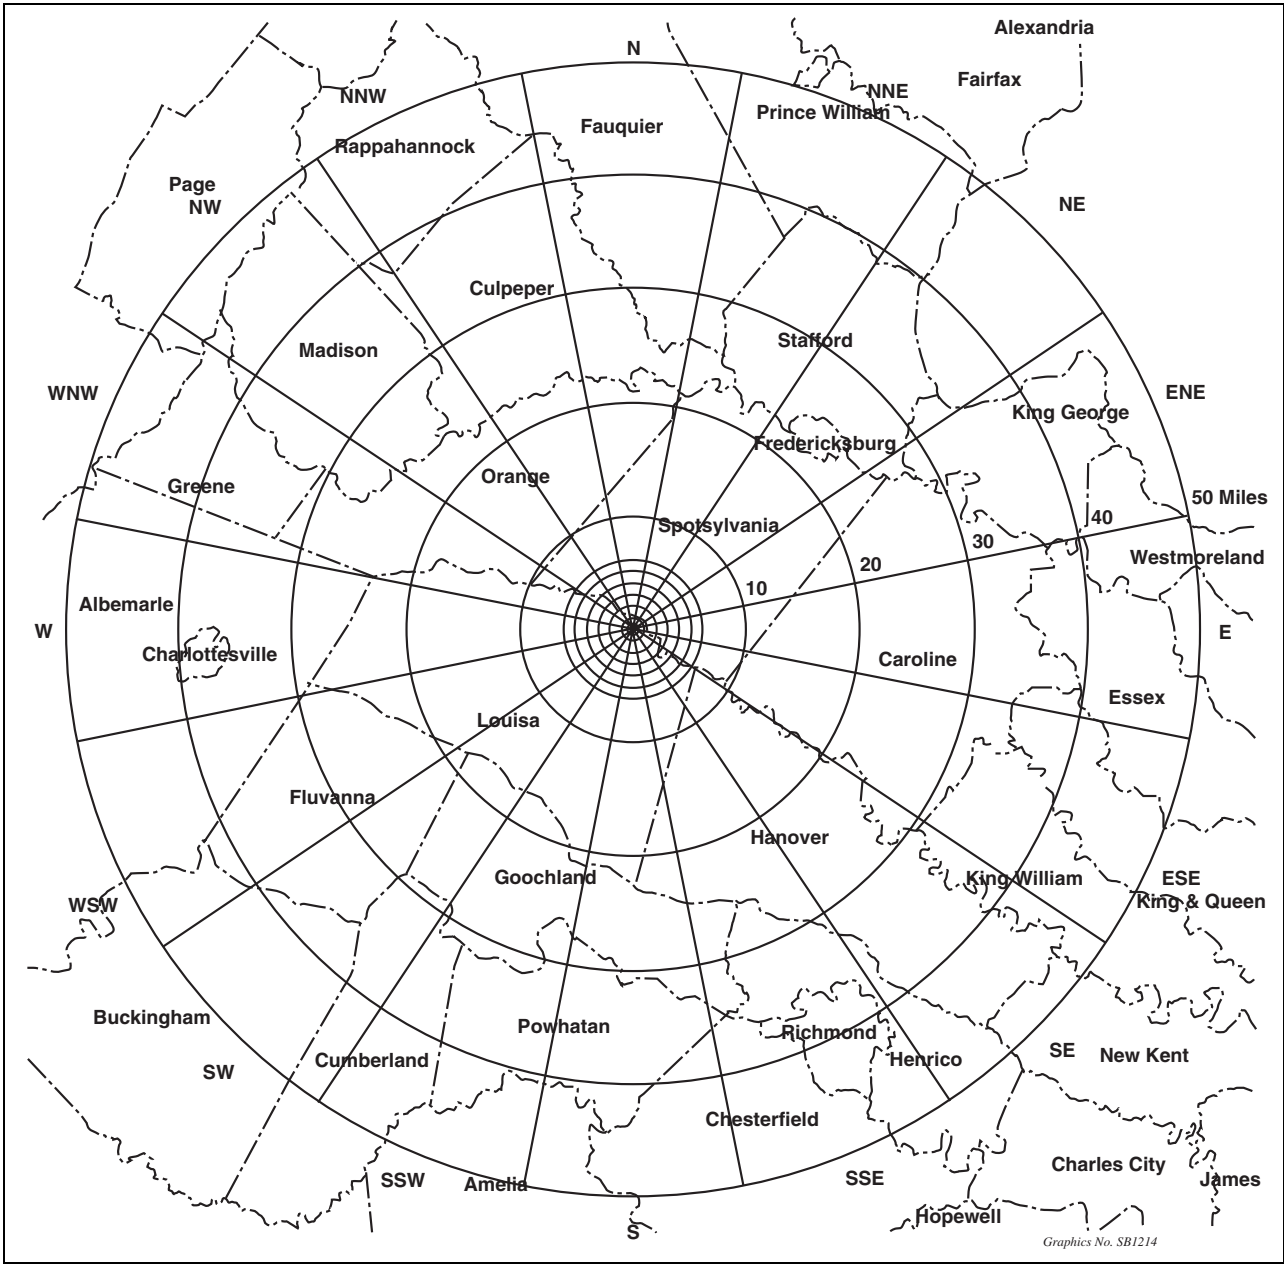 Alexandria
N
Fairfax
NNE
NNW
Prince William
Fauquier
Rappahannock
Page
NW
NE
Culpeper
Stafford
Madison
WNW
ENE
King George
Fredericksburg
Orange
Greene
50 Miles
40
Spotsylvania
30
Westmoreland
20
10
Albemarle
W
E
Charlottesville
Caroline
Essex
Louisa
Fluvanna
Hanover
Goochland
King William
ESE
King & Queen
WSW
Buckingham
Powhatan
Richmond
SE
New Kent
Cumberland
Henrico
SW
Chesterfield
Charles City
SSW
Amelia
SSE
James
Hopewell
S
Graphics No. SB1214